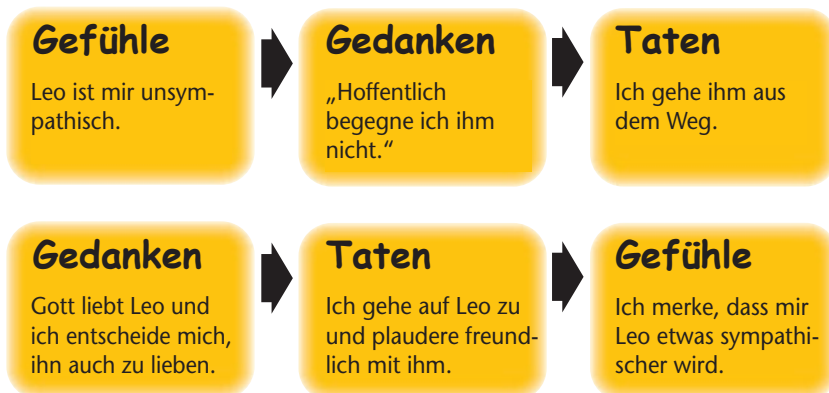 Gefühle
Leo ist mir unsym-
pathisch.
Gedanken
„Hoffentlich
begegne ich ihm
nicht.“
Taten
Ich gehe ihm aus
dem Weg.
Gedanken
Gott liebt Leo und
ich entscheide mich,
ihn auch zu lieben.
Taten
Ich gehe auf Leo zu
und plaudere freund-
lich mit ihm.
Gefühle
Ich merke, dass mir
Leo etwas sympathi-
scher wird.